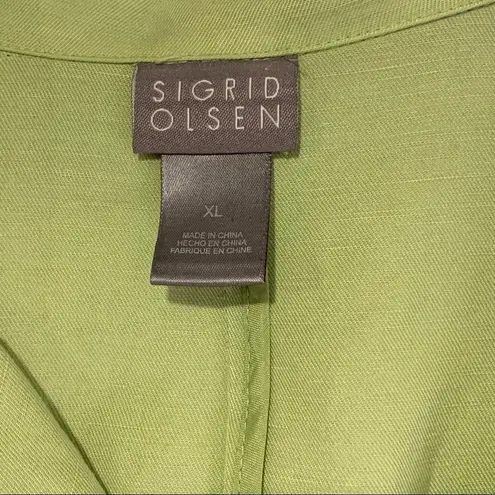 SIGRID
OLSEN
XL
MADE IN CHINA
HECHO EN CHINA
FABRIQUE EN CHINE